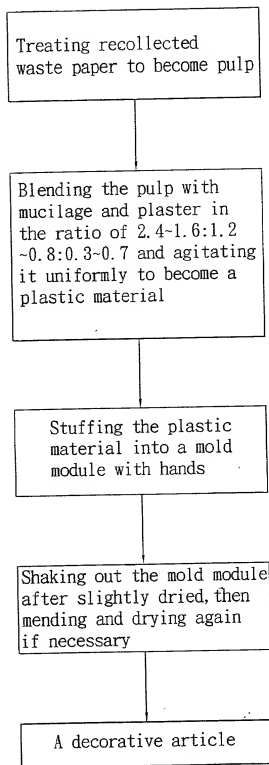 Treating recollected
waste paper to become pulp
Blending the pulp with
mucilage and plaster in
the ratio of 2.4~1.6:1.2
~0.8:0.3~0.7 and agitating
it uniformly to become a
plastic material
Stuffing the plastic
material into a mold
module with hands
Shaking out the mold module
after slightly dried, then
mending and drying again
if necessary
A decorative article